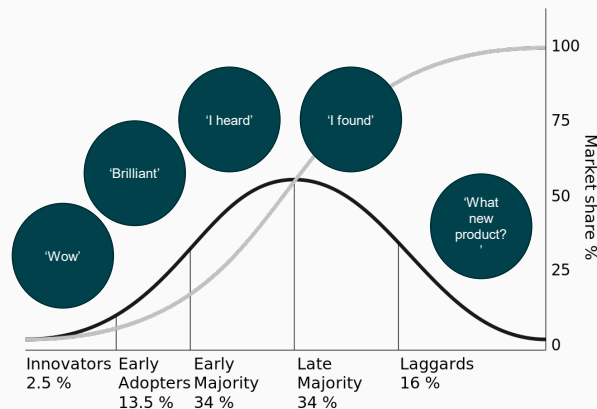 100
75
50
25
0
Market share %
‘I heard’
‘I found’
‘Brilliant’
‘What
new
product?
’
‘Wow’
Innovators
2.5 %
Early
Adopters
13.5 %
Early
Majority
34 %
Late
Majority
34 %
Laggards
16 %